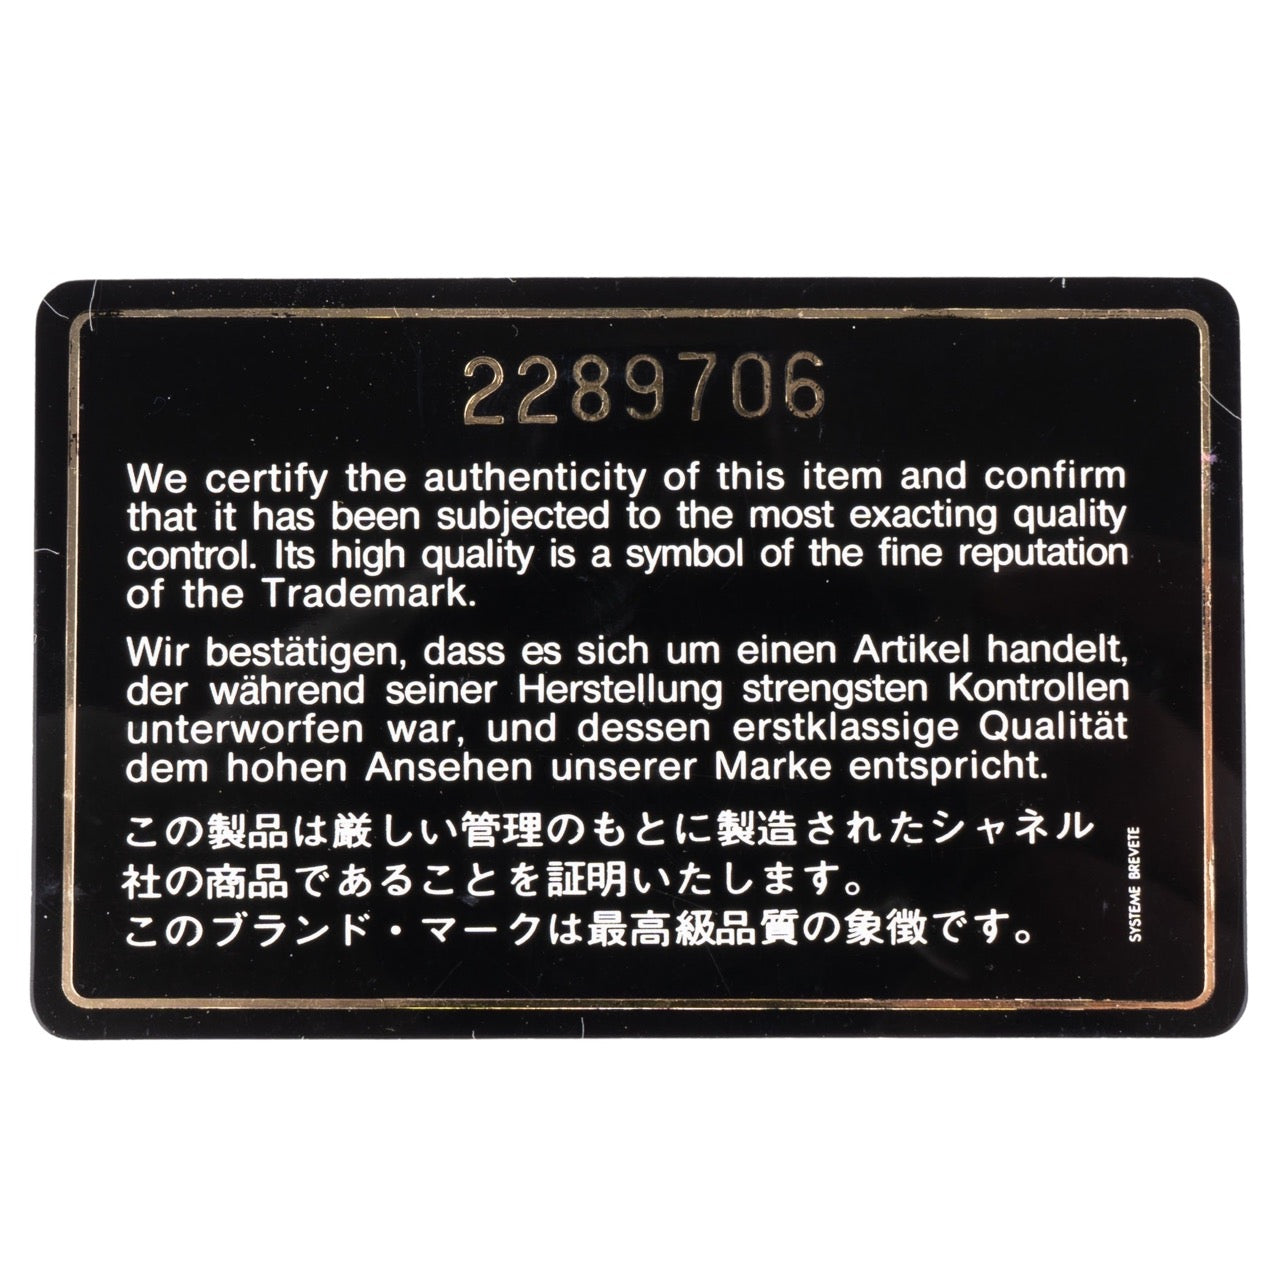 2289706
We certify the authenticity of this item and confirm
that it has been subjected to the most exacting quality
control. Its high quality is a symbol of the fine reputation
of the Trademark.
Wir bestätigen, dass es sich um einen Artikel handelt,
der während seiner Herstellung strengsten Kontrollen
unterworfen war, und dessen erstklassige Qualität
dem hohen Ansehen unserer Marke entspricht.
この製品は厳しい管理のもとに製造されたシャネル
社の商品であることを証明いたします。
このブランド・マークは最高級品質の象徴です。
SYSTEME BREVETE